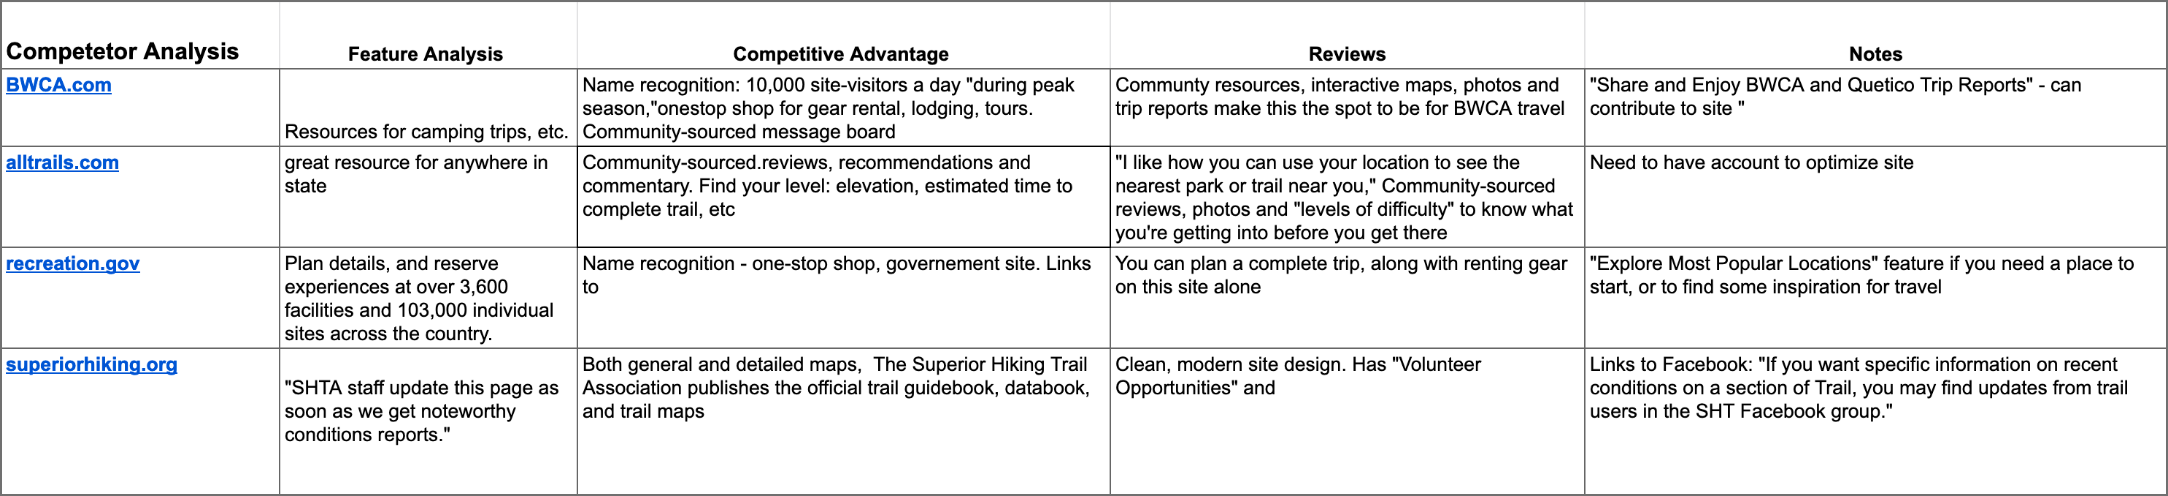 Competetor Analysis
Feature Analysis
Competitive Advantage
Reviews
Notes
BWCA.com
Resources for camping trips, etc.
Name recognition: 10,000 site-visitors a day "during peak
season,"onestop shop for gear rental, lodging, tours.
Community-sourced message board
Communty resources, interactive maps, photos and
trip reports make this the spot to be for BWCA travel
"Share and Enjoy BWCA and Quetico Trip Reports" - can
contribute to site "
alltrails.com
great resource for anywhere in
state
Community-sourced.reviews, recommendations and
commentary. Find your level: elevation, estimated time to
complete trail, etc
"I like how you can use your location to see the
nearest park or trail near you," Community-sourced
reviews, photos and "levels of difficulty" to know what
you're getting into before you get there
Need to have account to optimize site
recreation.gov
Plan details, and reserve
experiences at over 3,600
facilities and 103,000 individual
sites across the country.
Name recognition - one-stop shop, governement site. Links
to
You can plan a complete trip, along with renting gear
on this site alone
"Explore Most Popular Locations" feature if you need a place to
start, or to find some inspiration for travel
superiorhiking.org
"SHTA staff update this page as
soon as we get noteworthy
conditions reports."
Both general and detailed maps,  The Superior Hiking Trail
Association publishes the official trail guidebook, databook,
and trail maps
Clean, modern site design. Has "Volunteer
Opportunities" and
Links to Facebook: "If you want specific information on recent
conditions on a section of Trail, you may find updates from trail
users in the SHT Facebook group."